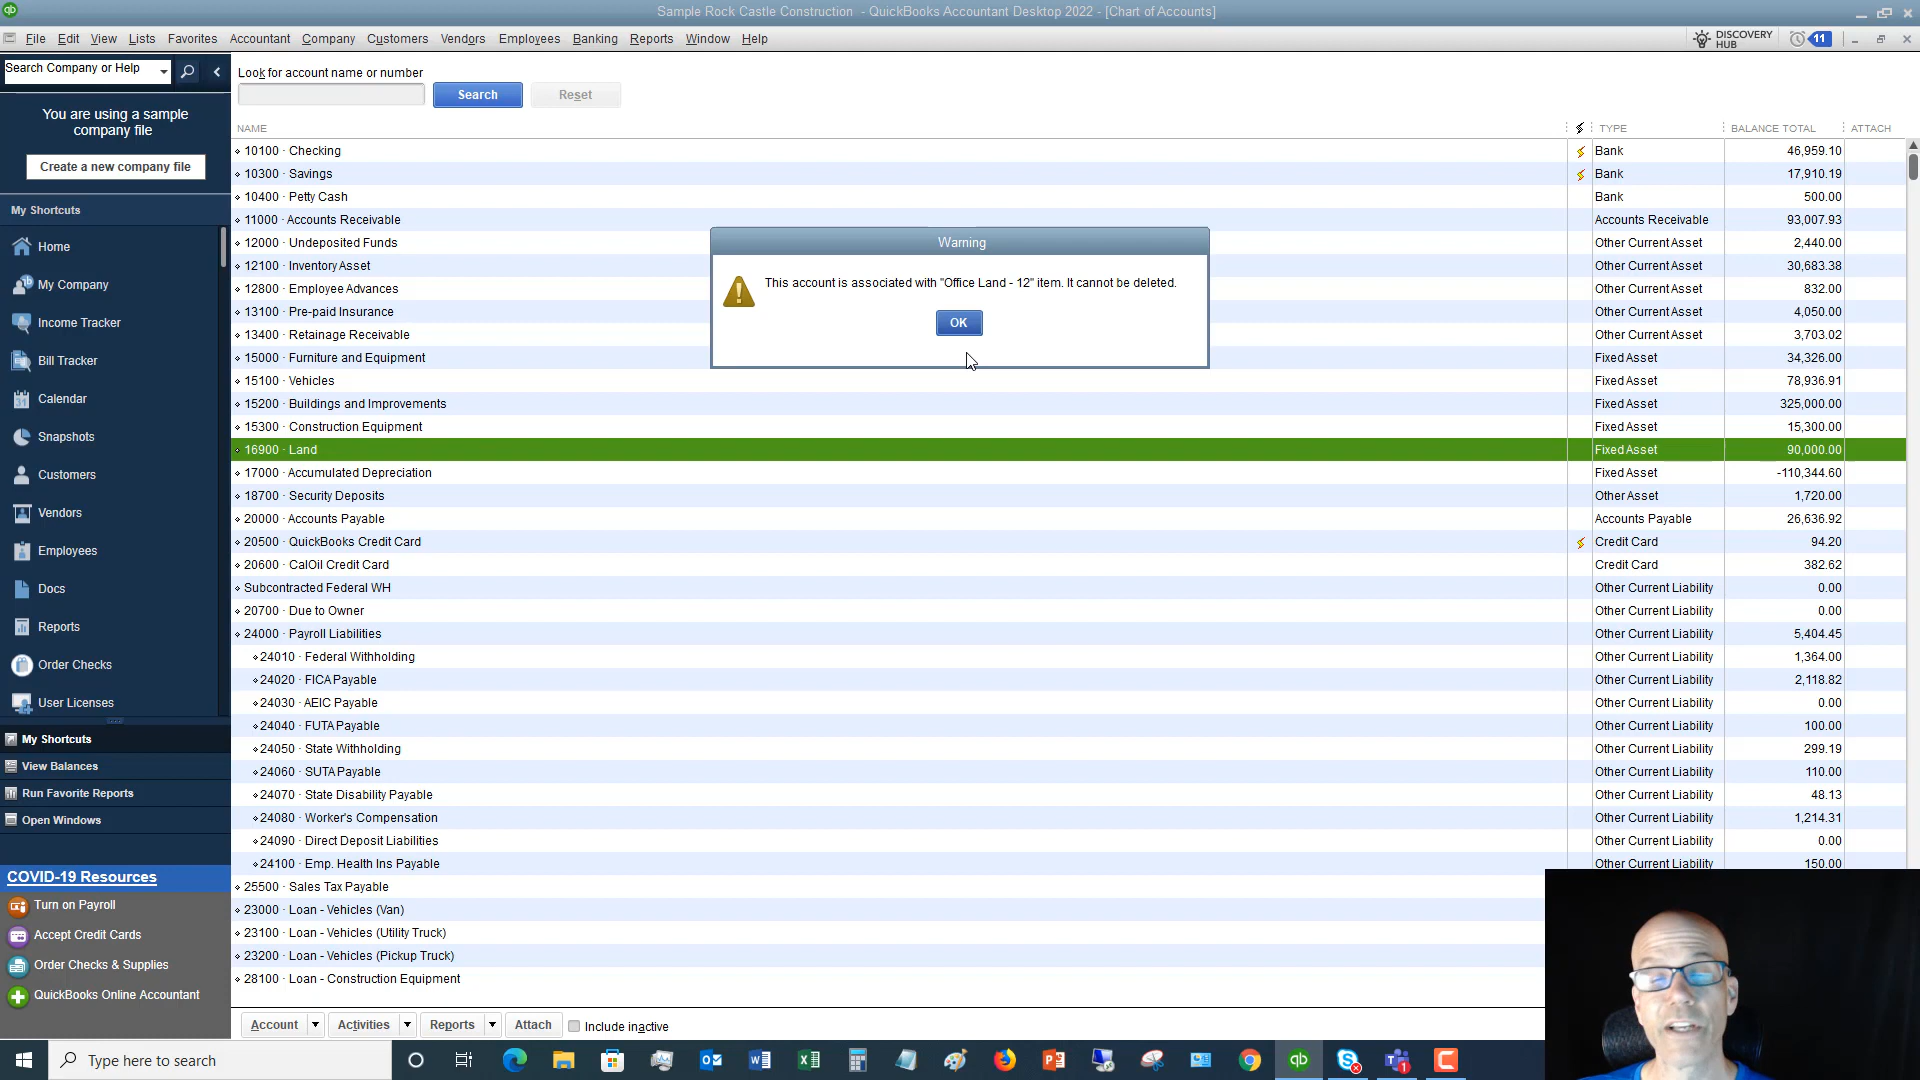 Sample Rock Castle Construction - QuickBooks Accountant Desktop 2022 - [Chart of Accounts]
File Edit View Lists Favorites Accountant Company Customers Vendors Employees Banking Reports Window Help
DISCOVERY HUB
11
Search Company or Help
You are using a sample
company file
Create a new company file
My Shortcuts
Home
My Company
Income Tracker
Bill Tracker
Calendar
Snapshots
Customers
Vendors
Employees
Docs
Reports
Order Checks
User Licenses
My Shortcuts
View Balances
Run Favorite Reports
Open Windows
COVID-19 Resources
Turn on Payroll
Accept Credit Cards
Order Checks & Supplies
QuickBooks Online Accountant
Look for account name or number
Search Reset
NAME TYPE BALANCE TOTAL ATTACH
10100 · Checking Bank 46,959.10
10300 · Savings Bank 17,910.19
10400 · Petty Cash Bank 500.00
11000 · Accounts Receivable Accounts Receivable 93,007.93
12000 · Undeposited Funds Other Current Asset 2,440.00
12100 · Inventory Asset Other Current Asset 30,683.38
12800 · Employee Advances Other Current Asset 832.00
13100 · Pre-paid Insurance Other Current Asset 4,050.00
13400 · Retainage Receivable Other Current Asset 3,703.02
15000 · Furniture and Equipment Fixed Asset 34,326.00
15100 · Vehicles Fixed Asset 78,936.91
15200 · Buildings and Improvements Fixed Asset 325,000.00
15300 · Construction Equipment Fixed Asset 15,300.00
16900 · Land Fixed Asset 90,000.00
17000 · Accumulated Depreciation Fixed Asset -110,344.60
18700 · Security Deposits Other Asset 1,720.00
20000 · Accounts Payable Accounts Payable 26,636.92
20500 · QuickBooks Credit Card Credit Card 94.20
20600 · CalOil Credit Card Credit Card 382.62
Subcontracted Federal WH Other Current Liability 0.00
20700 · Due to Owner Other Current Liability 0.00
24000 · Payroll Liabilities Other Current Liability 5,404.45
24010 · Federal Withholding Other Current Liability 1,364.00
24020 · FICA Payable Other Current Liability 2,118.82
24030 · AEIC Payable Other Current Liability 0.00
24040 · FUTA Payable Other Current Liability 100.00
24050 · State Withholding Other Current Liability 299.19
24060 · SUTA Payable Other Current Liability 110.00
24070 · State Disability Payable Other Current Liability 48.13
24080 · Worker's Compensation Other Current Liability 1,214.31
24090 · Direct Deposit Liabilities Other Current Liability 0.00
24100 · Emp. Health Ins Payable Other Current Liability 150.00
25500 · Sales Tax Payable
23000 · Loan - Vehicles (Van)
23100 · Loan - Vehicles (Utility Truck)
23200 · Loan - Vehicles (Pickup Truck)
28100 · Loan - Construction Equipment
Warning
This account is associated with "Office Land - 12" item. It cannot be deleted.
OK
Account Activities Reports Attach Include inactive
Type here to search